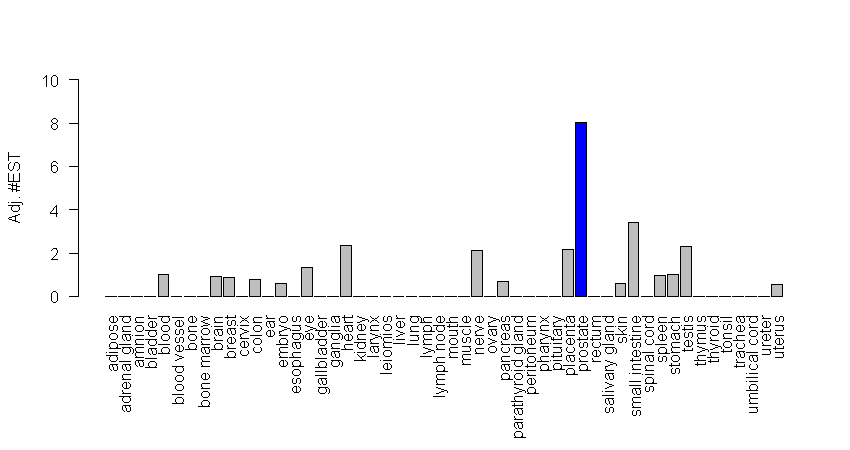 Adj. #EST
10
8
6
4
2
0
adipose
adrenal gland
amnion
bladder
blood
blood vessel
bone
bone marrow
brain
breast
cervix
colon
ear
embryo
esophagus
eye
gallbladder
ganglia
heart
kidney
larynx
leiomios
liver
lung
lymph
lymph node
mouth
muscle
nerve
ovary
pancreas
parathyroid gland
peritoneum
pharynx
pituitary
placenta
prostate
rectum
salivary gland
skin
small intestine
spinal cord
spleen
stomach
testis
thymus
thyroid
tonsil
trachea
umbilical cord
ureter
uterus